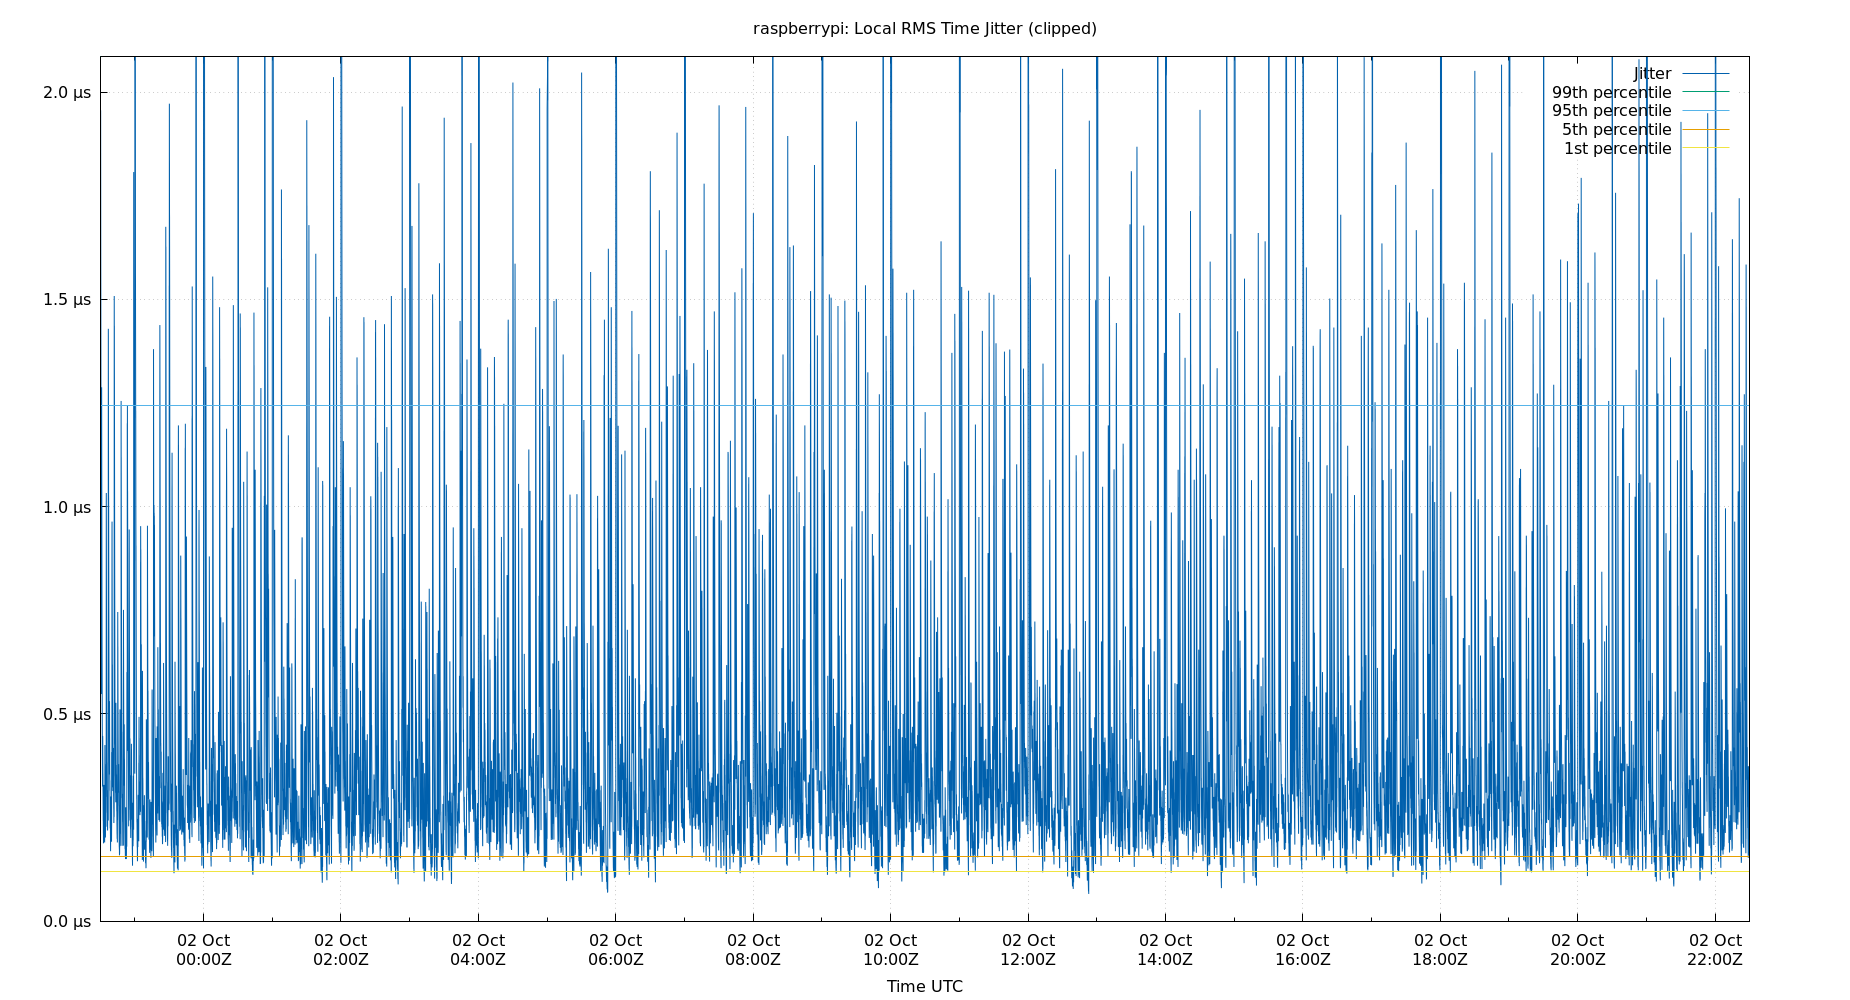 raspberrypi: Local RMS Time Jitter (clipped)
Jitter
99th percentile
95th percentile
5th percentile
1st percentile
2.0 μs
1.5 μs
1.0 μs
0.5 μs
0.0 μs
02 Oct 02 Oct 02 Oct 02 Oct 02 Oct 02 Oct 02 Oct 02 Oct 02 Oct 02 Oct 02 Oct 02 Oct
00:00Z 02:00Z 04:00Z 06:00Z 08:00Z 10:00Z 12:00Z 14:00Z 16:00Z 18:00Z 20:00Z 22:00Z
Time UTC